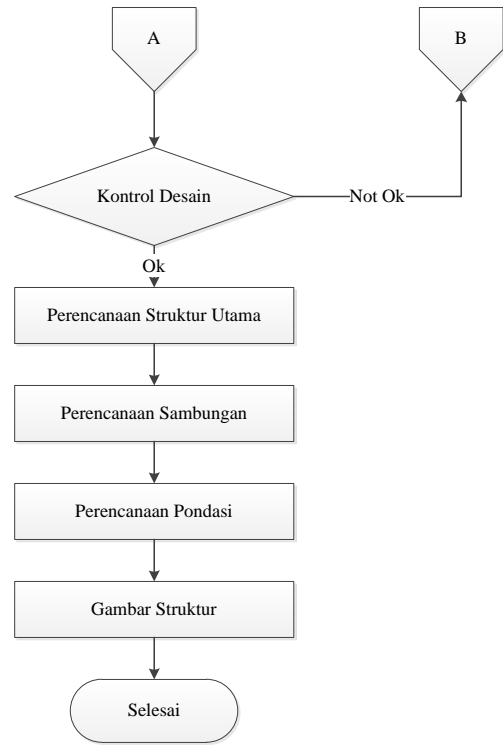 A
B
Kontrol Desain
Not Ok
Ok
Perencanaan Struktur Utama
Perencanaan Sambungan
Perencanaan Pondasi
Gambar Struktur
Selesai